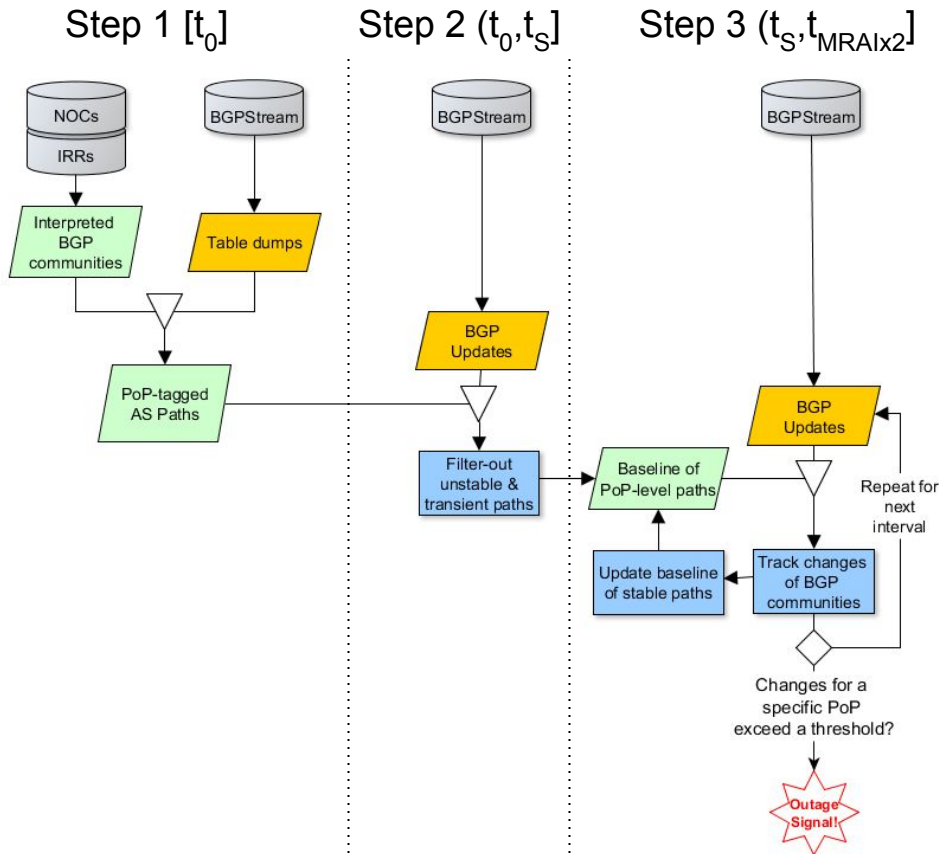 Step 1 [t0]
NOCs
IRRs
BGPStream
Interpreted
BGP
communities
Table dumps
PoP-tagged
AS Paths
Step 2 (t0,tS]
BGPStream
BGP
Updates
Filter-out
unstable &
transient paths
Step 3 (tS,tMRAIx2]
BGPStream
BGP
Updates
Baseline of
PoP-level paths
Repeat for
next
interval
Update baseline
of stable paths
Track changes
of BGP
communities
Changes for a
specific PoP
exceed a threshold?
Outage
Signal!